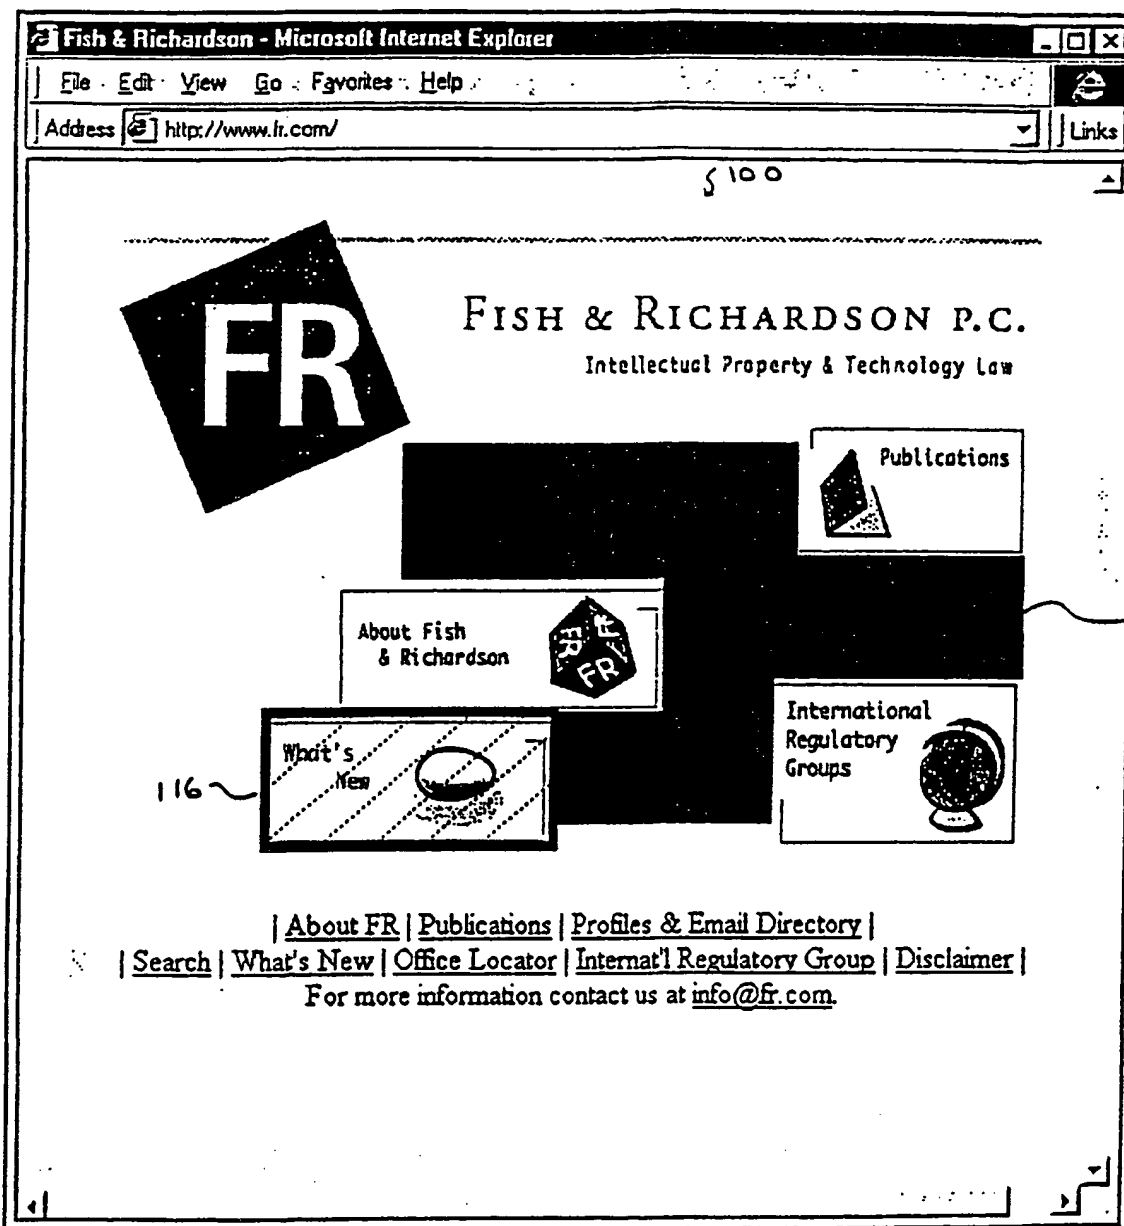 Fish & Richardson - Microsoft Internet Explorer
File Edit View Go Favorites Help
Address http://www.fr.com/ Links
100
FR
FISH & RICHARDSON P.C.
Intellectual Property & Technology Law
Publications
About Fish
& Richardson
FR
International
Regulatory
Groups
What's
New
116
| About FR | Publications | Profiles & Email Directory |
| Search | What's New | Office Locator | Internat'l Regulatory Group | Disclaimer |
For more information contact us at info@fr.com.